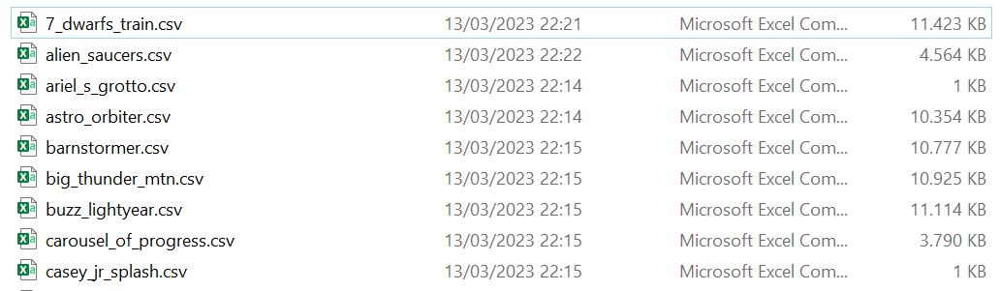 7_dwarfs_train.csv 13/03/2023 22:21 Microsoft Excel Com... 11.423 KB
alien_saucers.csv 13/03/2023 22:22 Microsoft Excel Com... 4.564 KB
ariel_s_grotto.csv 13/03/2023 22:14 Microsoft Excel Com... 1 KB
astro_orbiter.csv 13/03/2023 22:14 Microsoft Excel Com... 10.354 KB
barnstormer.csv 13/03/2023 22:15 Microsoft Excel Com... 10.777 KB
big_thunder_mtn.csv 13/03/2023 22:15 Microsoft Excel Com... 10.925 KB
buzz_lightyear.csv 13/03/2023 22:15 Microsoft Excel Com... 11.114 KB
carousel_of_progress.csv 13/03/2023 22:15 Microsoft Excel Com... 3.790 KB
casey_jr_splash.csv 13/03/2023 22:15 Microsoft Excel Com... 1 KB